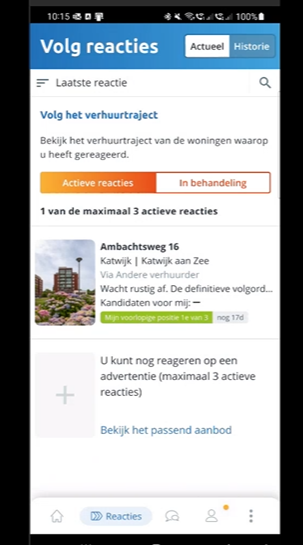 10:15
100%
Volg reacties
Actueel
Historie
Laatste reactie
Volg het verhuurtraject
Bekijk het verhuurtraject van de woningen waarop
u heeft gereageerd.
Actieve reacties
In behandeling
1 van de maximaal 3 actieve reacties
Ambachtsweg 16
Katwijk | Katwijk aan Zee
Via Andere verhuurder
Wacht rustig af. De definitieve volgord...
Kandidaten voor mij: —
Mijn voorlopige positie 1e van 3
nog 17d
U kunt nog reageren op een
advertentie (maximaal 3 actieve
reacties)
Bekijk het passend aanbod
Reacties